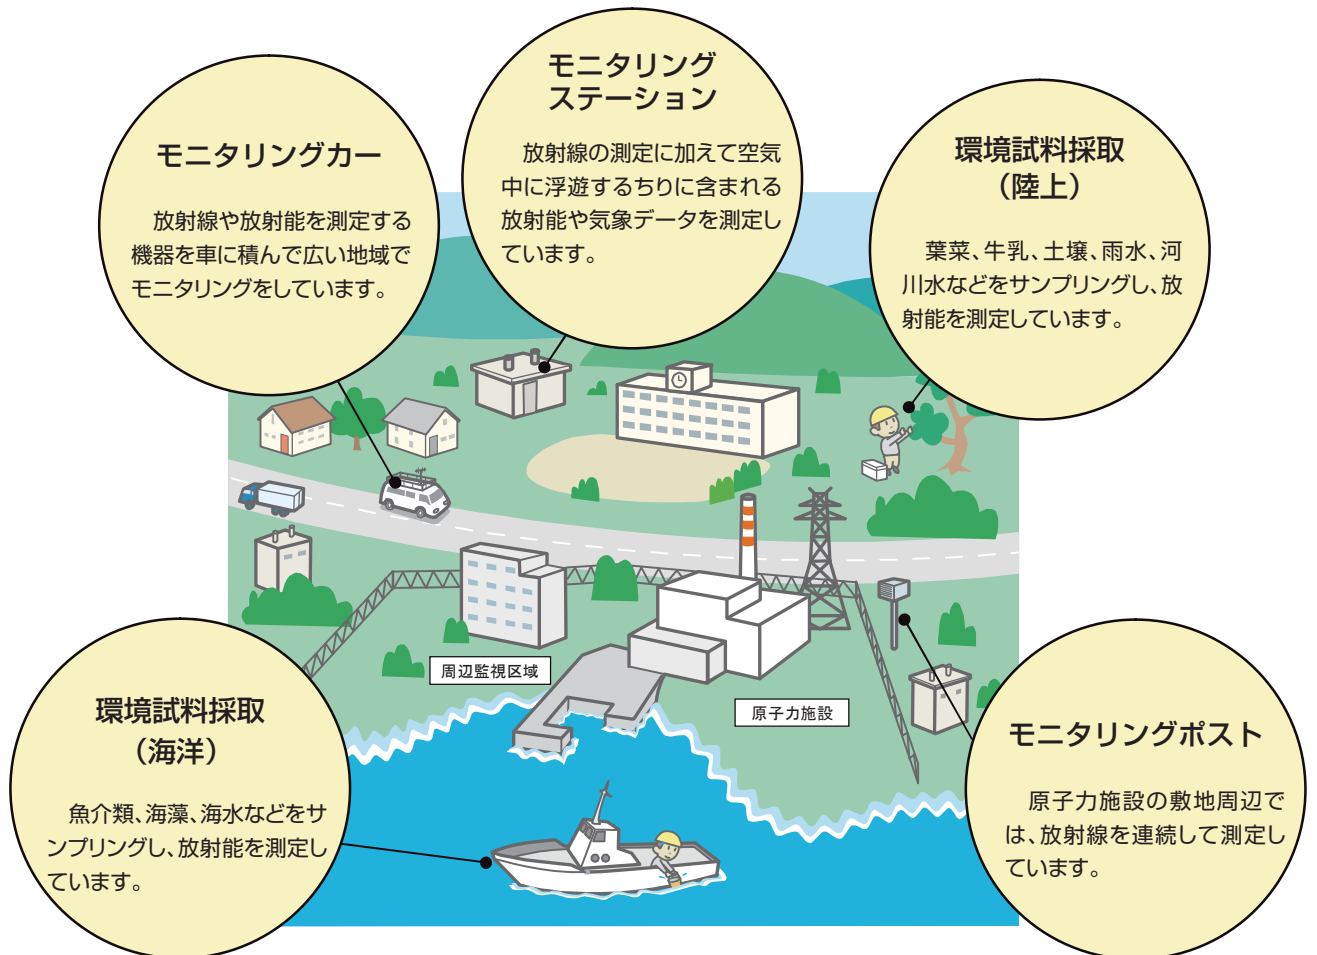 モニタリング
ステーション
放射線の測定に加えて空気
中に浮遊するちりに含まれる
放射能や気象データを測定し
ています。
モニタリングカー
放射線や放射能を測定する
機器を車に積んで広い地域で
モニタリングをしています。
環境試料採取
（陸上）
葉菜、牛乳、土壌、雨水、河
川水などをサンプリングし、放
射能を測定しています。
周辺監視区域
原子力施設
環境試料採取
（海洋）
魚介類、海藻、海水などをサ
ンプリングし、放射能を測定し
ています。
モニタリングポスト
原子力施設の敷地周辺で
は、放射線を連続して測定し
ています。